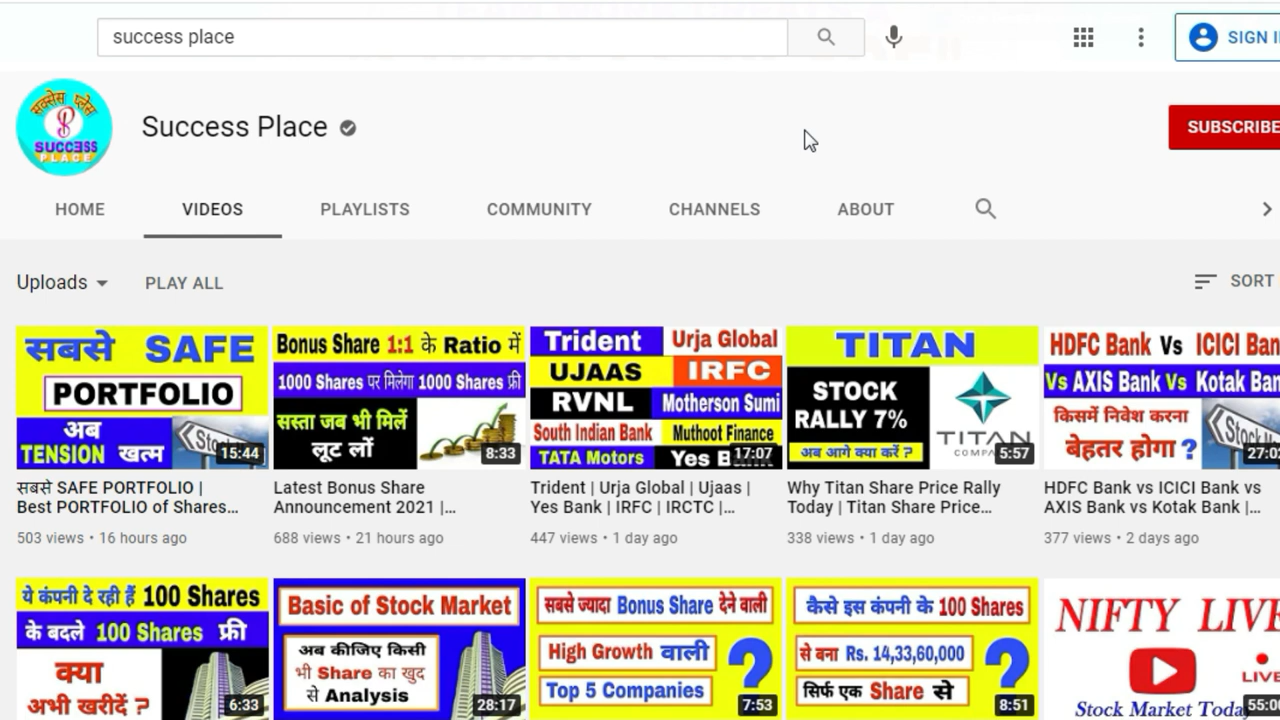 success place
SIGN I
सक्सेस प्लेस
SUCCESS
PLACE
Success Place
SUBSCRIBE
HOME VIDEOS PLAYLISTS COMMUNITY CHANNELS ABOUT
Uploads PLAY ALL
SORT
सबसे SAFE
PORTFOLIO
अब
TENSION खत्म
15:44
Bonus Share 1:1 के Ratio में
1000 Shares पर मिलेगा 1000 Shares फ्री
सस्ता जब भी मिलें
लूट लों
8:33
Trident Urja Global
UJAAS IRFC
RVNL Motherson Sumi
South Indian Bank Muthoot Finance
TATA Motors Yes B
17:07
TITAN
STOCK
RALLY 7%
अब आगे क्या करें ?
TITAN
COMPA
5:57
HDFC Bank Vs ICICI Ban
Vs AXIS Bank Vs Kotak Ban
किसमें निवेश करना
बेहतर होगा ?
27:0
सबसे SAFE PORTFOLIO |
Best PORTFOLIO of Shares...
503 views • 16 hours ago
Latest Bonus Share
Announcement 2021 |...
688 views • 21 hours ago
Trident | Urja Global | Ujaas |
Yes Bank | IRFC | IRCTC |...
447 views • 1 day ago
Why Titan Share Price Rally
Today | Titan Share Price...
338 views • 1 day ago
HDFC Bank vs ICICI Bank vs
AXIS Bank vs Kotak Bank |...
377 views • 2 days ago
ये कंपनी दे रही हैं 100 Shares
के बदले 100 Shares फ्री
क्या
अभी खरीदें ?
6:33
Basic of Stock Market
अब कीजिए किसी
भी Share का खुद
से Analysis
28:17
सबसे ज्यादा Bonus Share देने वाली
High Growth वाली
Top 5 Companies
?
7:53
कैसे इस कंपनी के 100 Shares
से बना Rs. 14,33,60,000
सिर्फ एक Share से
?
8:51
NIFTY LIVE
LIVE
Stock Market Today
55:0